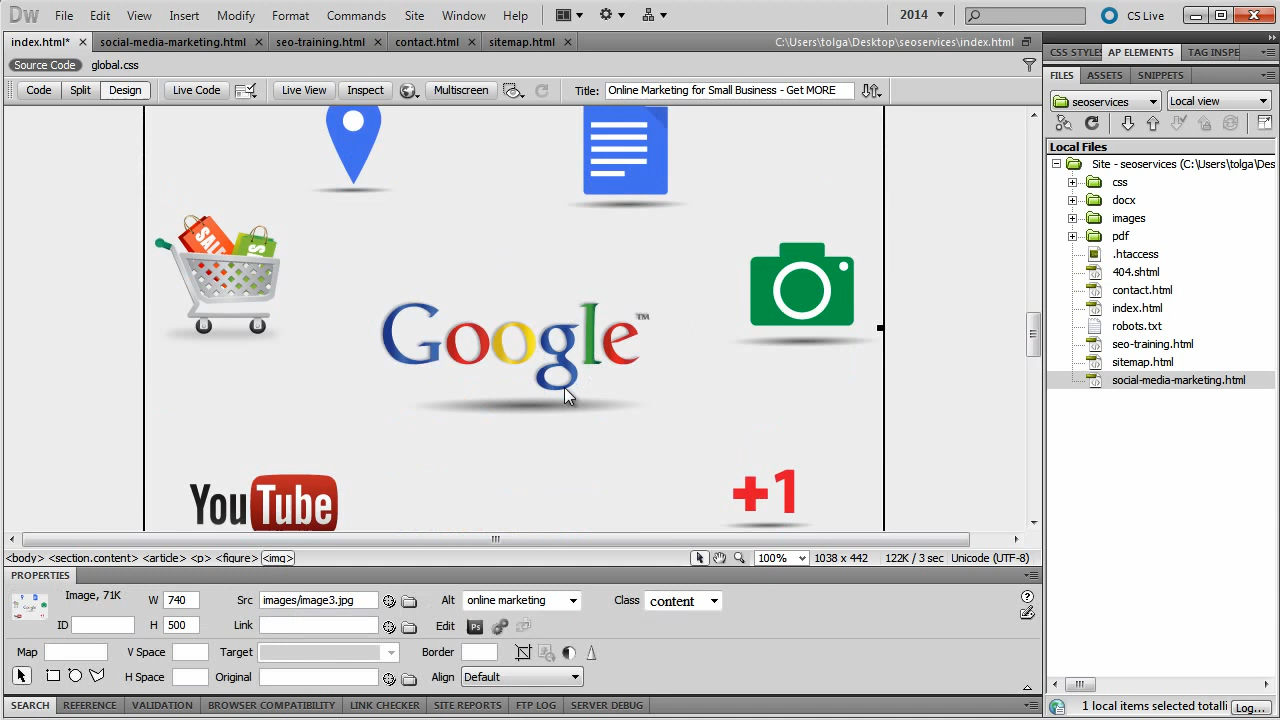 Dw File Edit View Insert Modify Format Commands Site Window Help 2014 CS Live
index.html* social-media-marketing.html seo-training.html contact.html sitemap.html C:\Users\tolga\Desktop\seoservices\index.html
Source Code global.css
Code Split Design Live Code Live View Inspect Multiscreen Title: Online Marketing for Small Business - Get MORE
SALE
S
Google™
YouTube
+1
<body> <section.content> <article> <p> <figure> <img> 100% 1038 x 442 122K / 3 sec Unicode (UTF-8)
PROPERTIES
Image, 71K W 740 Src images/image3.jpg Alt online marketing Class content
ID H 500 Link Edit Ps
Map V Space Target Border
H Space Original Align Default
SEARCH REFERENCE VALIDATION BROWSER COMPATIBILITY LINK CHECKER SITE REPORTS FTP LOG SERVER DEBUG
CSS STYLES AP ELEMENTS TAG INSPE
FILES ASSETS SNIPPETS
seoservices Local view
Local Files
Site - seoservices (C:\Users\tolga\Des
css
docx
images
pdf
.htaccess
404.shtml
contact.html
index.html
robots.txt
seo-training.html
sitemap.html
social-media-marketing.html
1 local items selected totalli Log...